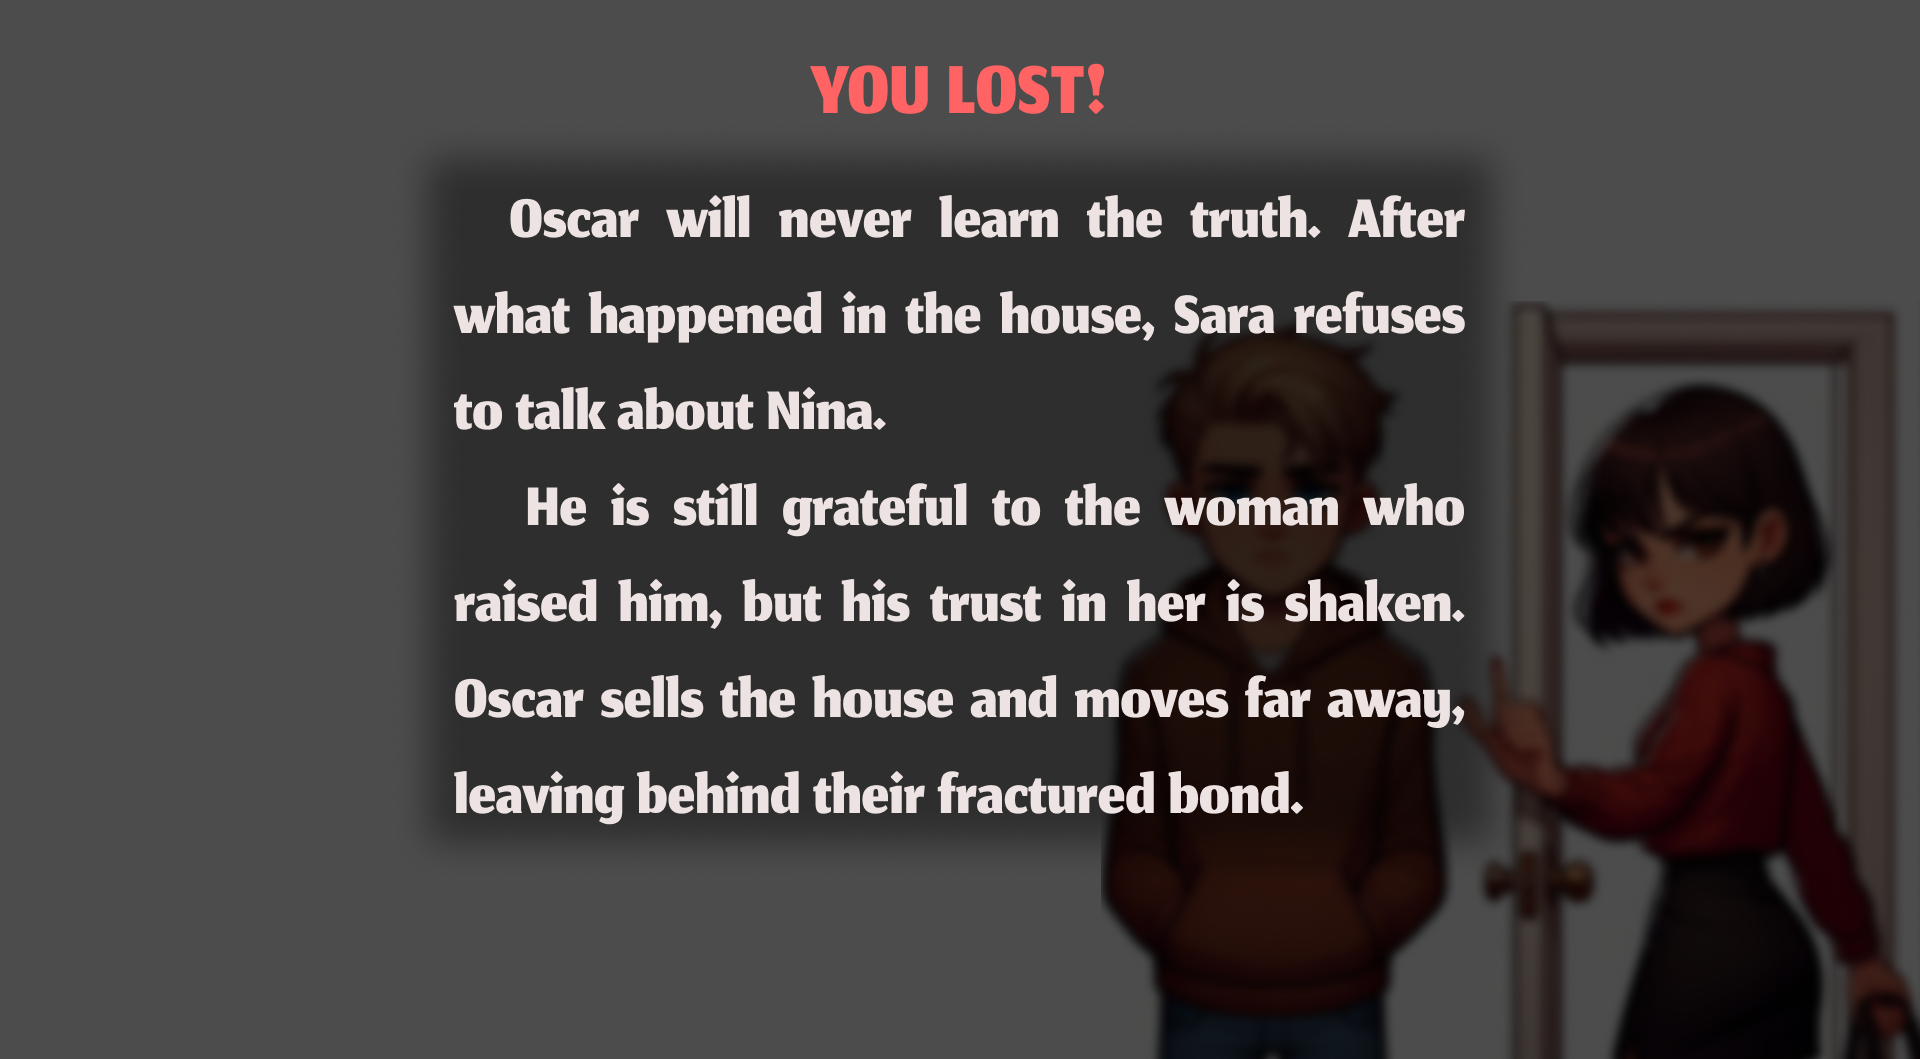 YOU LOST!
Oscar will never learn the truth. After
what happened in the house, Sara refuses
to talk about Nina.
He is still grateful to the woman who
raised him, but his trust in her is shaken.
Oscar sells the house and moves far away,
leaving behind their fractured bond.